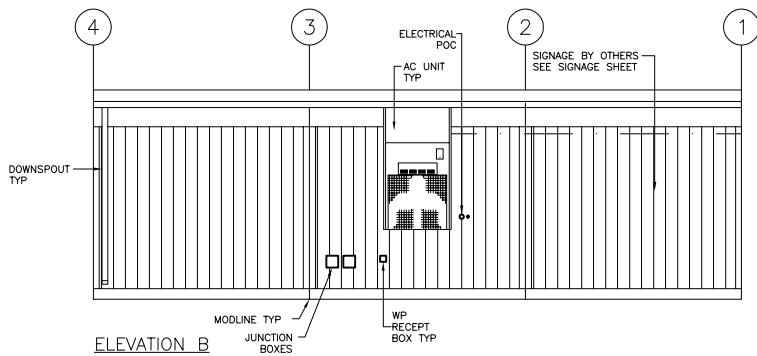 4
3
2
1
ELECTRICAL
POC
AC UNIT
TYP
SIGNAGE BY OTHERS
SEE SIGNAGE SHEET
DOWNSPOUT
TYP
MODLINE TYP
JUNCTION
BOXES
WP
RECEPT
BOX TYP
ELEVATION B